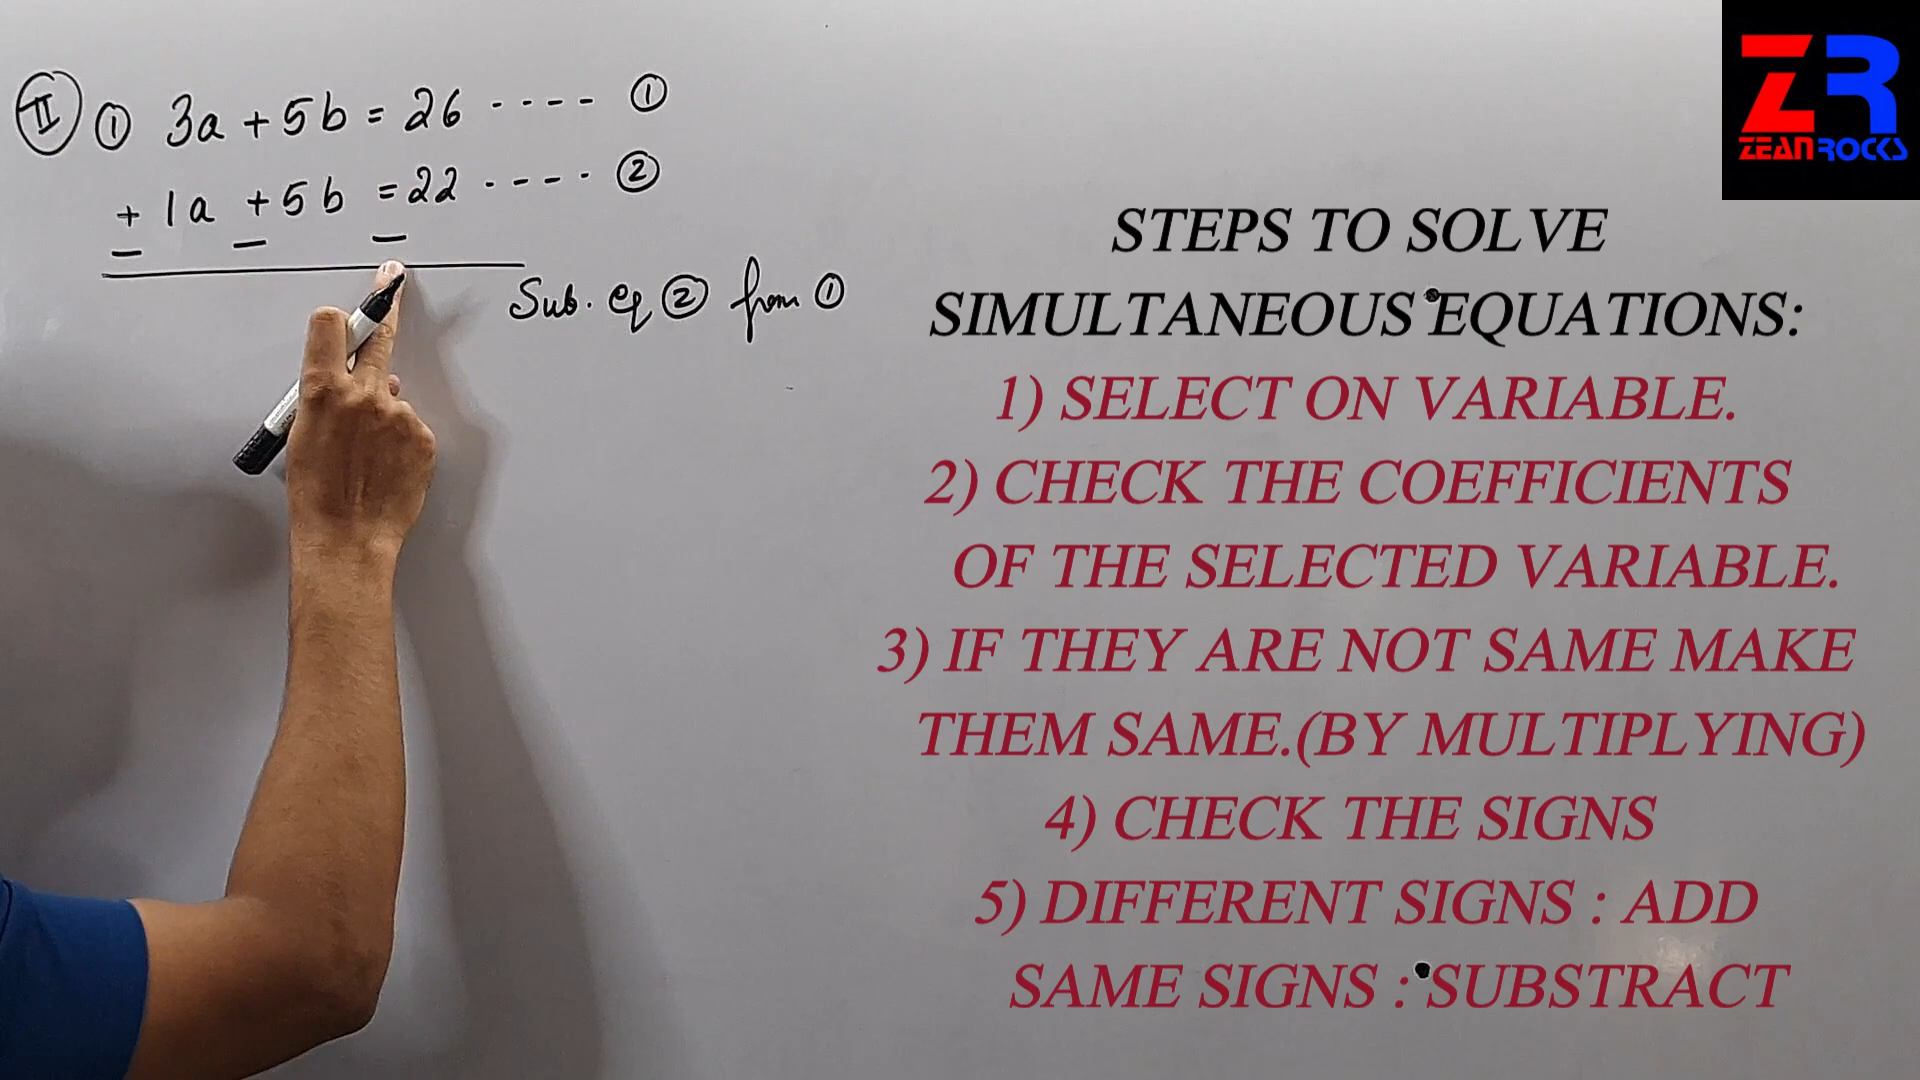 ZR
ZEAN ROCKS
Ⅱ ① 3a + 5b = 26 ---- ①
+ 1a + 5b = 22 ---- ②
— — —
Sub. eq ② from ①
STEPS TO SOLVE
SIMULTANEOUS EQUATIONS:
1) SELECT ON VARIABLE.
2) CHECK THE COEFFICIENTS
OF THE SELECTED VARIABLE.
3) IF THEY ARE NOT SAME MAKE
THEM SAME.(BY MULTIPLYING)
4) CHECK THE SIGNS
5) DIFFERENT SIGNS : ADD
SAME SIGNS : SUBSTRACT